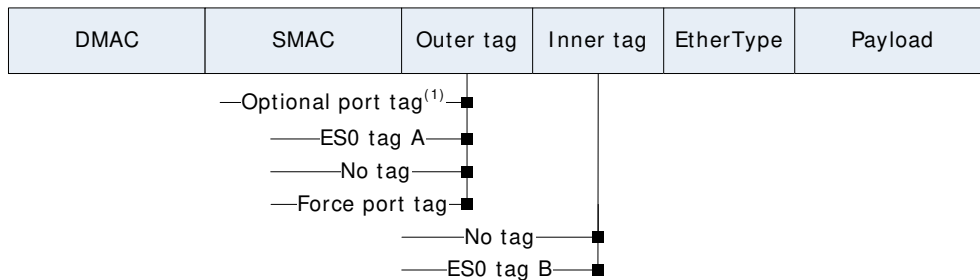 DMAC SMAC Outer tag Inner tag EtherType Payload
Optional port tag(1)
ES0 tag A
No tag
Force port tag
No tag
ES0 tag B